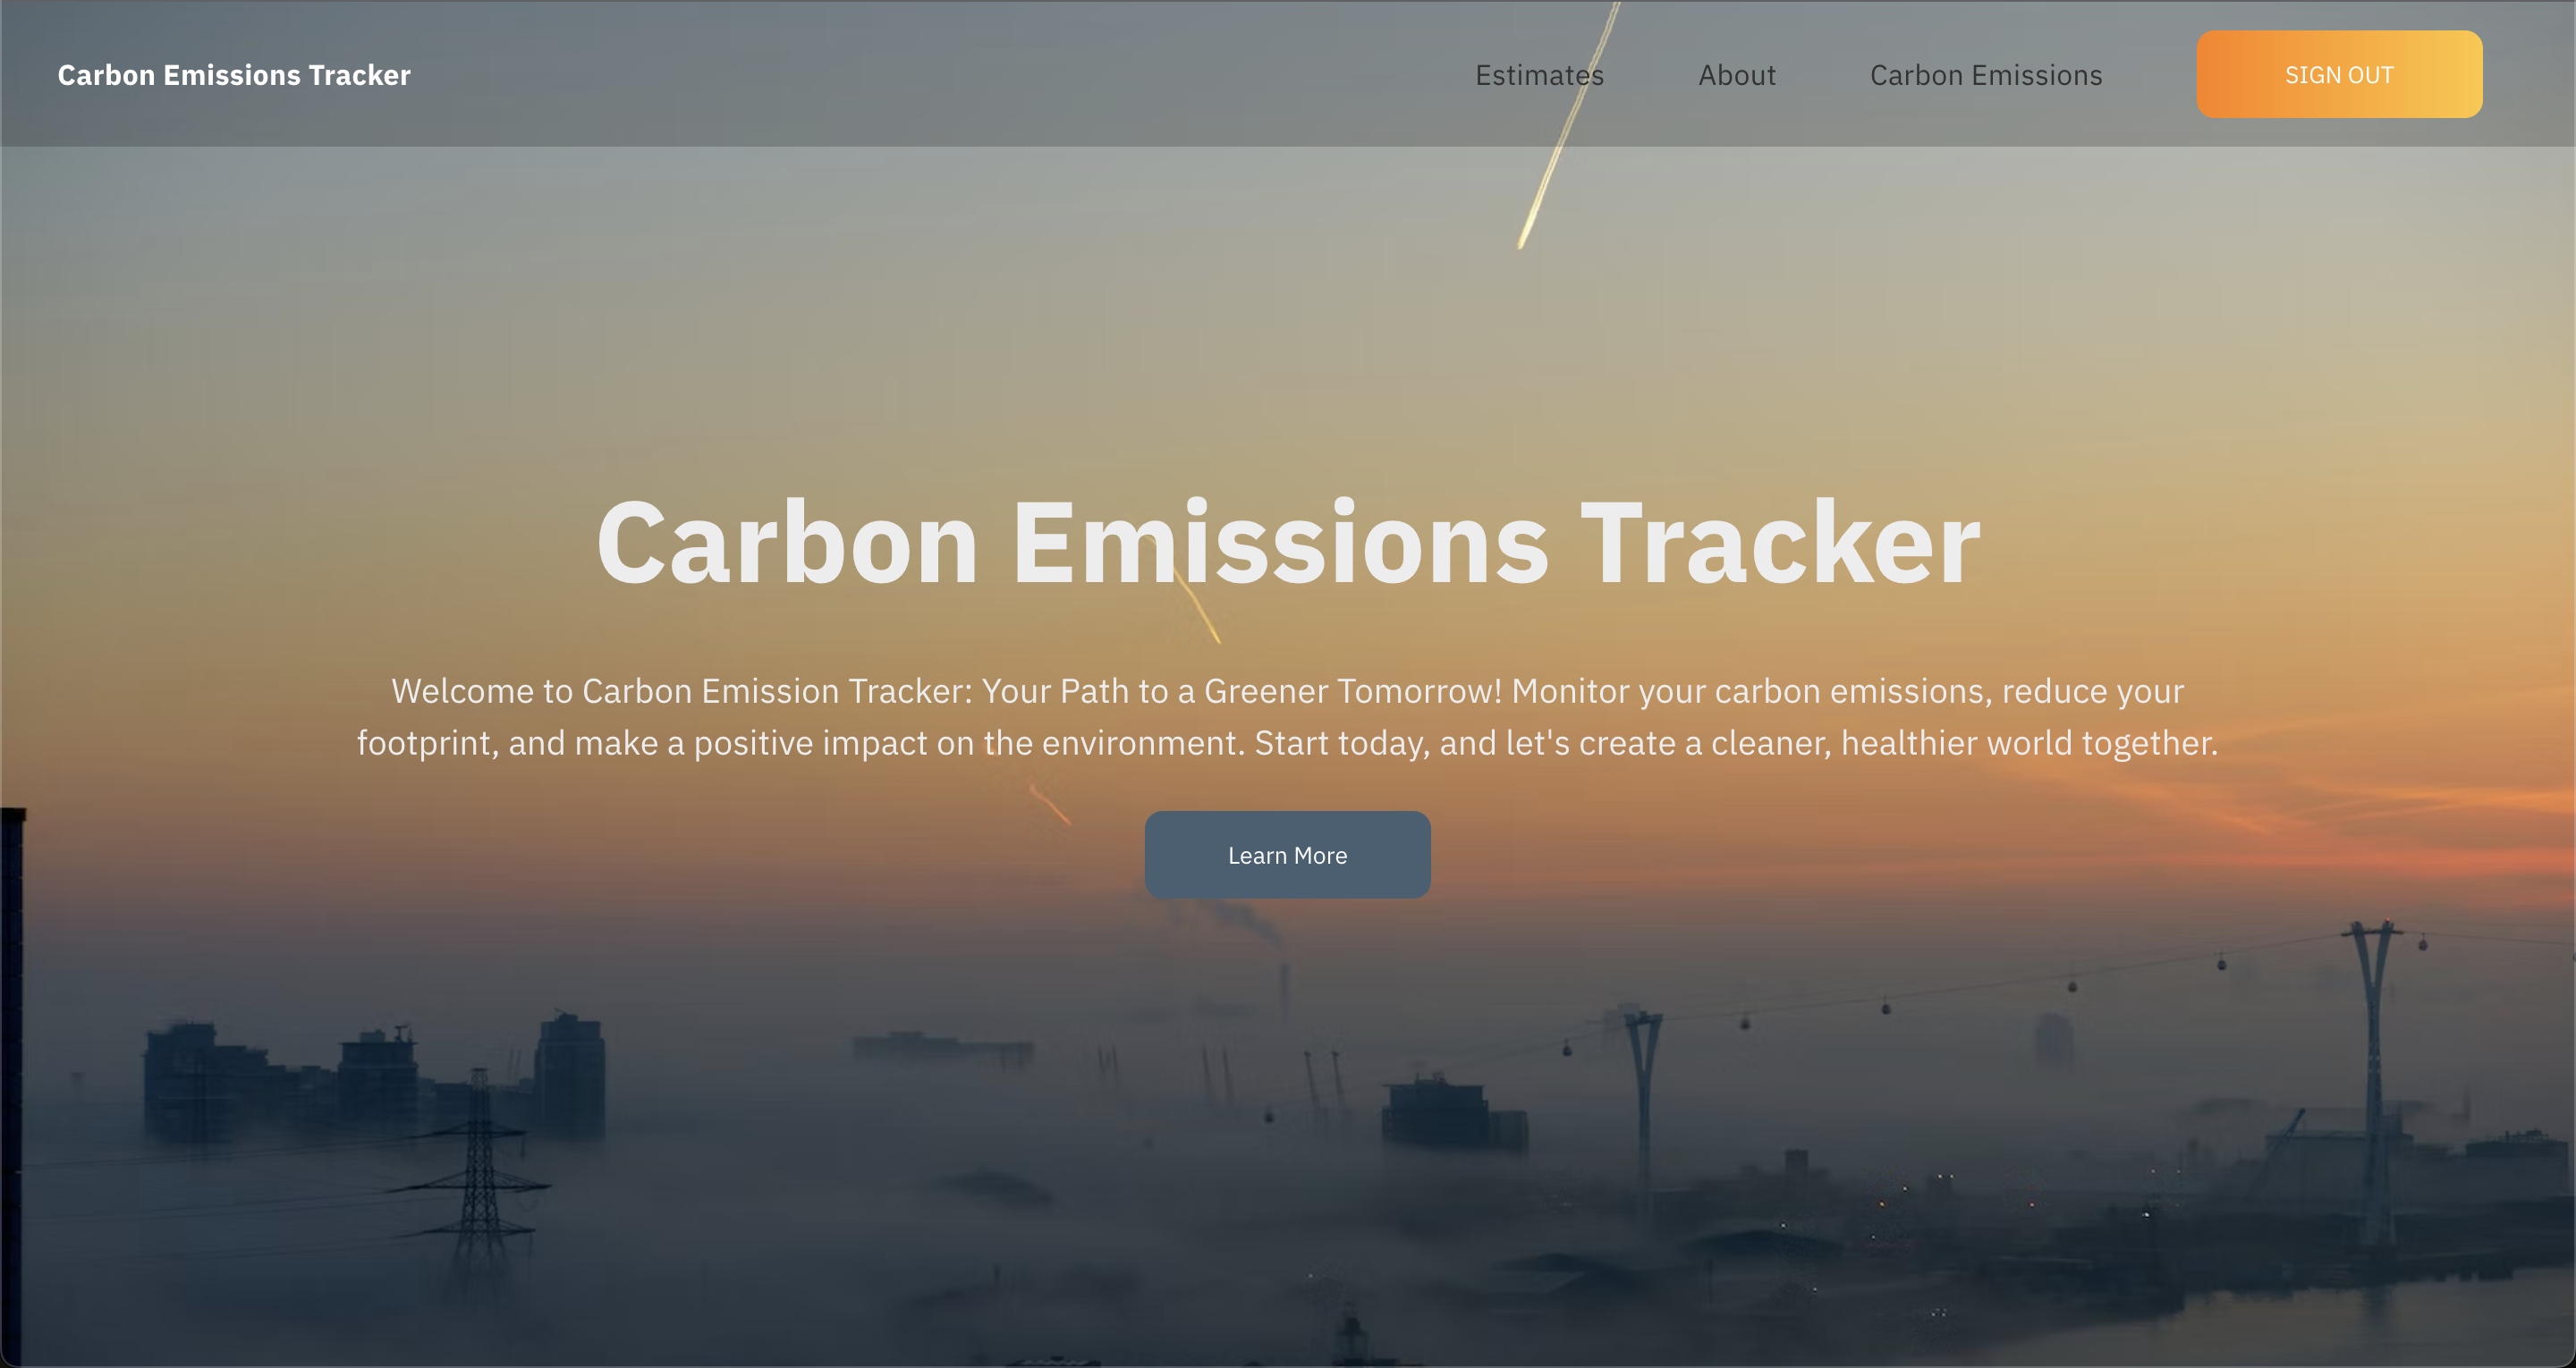 Carbon Emissions Tracker
Estimates
About
Carbon Emissions
SIGN OUT
Carbon Emissions Tracker
Welcome to Carbon Emission Tracker: Your Path to a Greener Tomorrow! Monitor your carbon emissions, reduce your
footprint, and make a positive impact on the environment. Start today, and let's create a cleaner, healthier world together.
Learn More